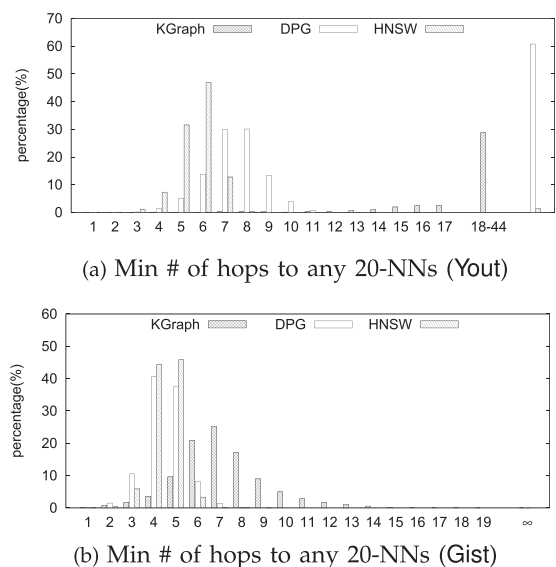 KGraph DPG HNSW
percentage(%)
70
60
50
40
30
20
10
0
1 2 3 4 5 6 7 8 9 10 11 12 13 14 15 16 17 18-44
(a) Min # of hops to any 20-NNs (Yout)
KGraph DPG HNSW
percentage(%)
60
50
40
30
20
10
0
1 2 3 4 5 6 7 8 9 10 11 12 13 14 15 16 17 18 19 ∞
(b) Min # of hops to any 20-NNs (Gist)